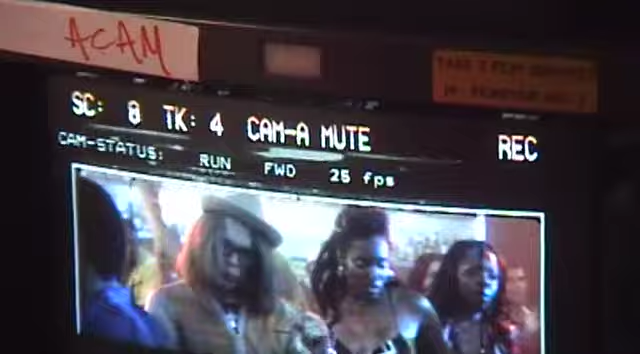 ACAM
SC: 8 TK: 4 CAM-A MUTE
REC
CAM-STATUS: RUN FWD 25 fps